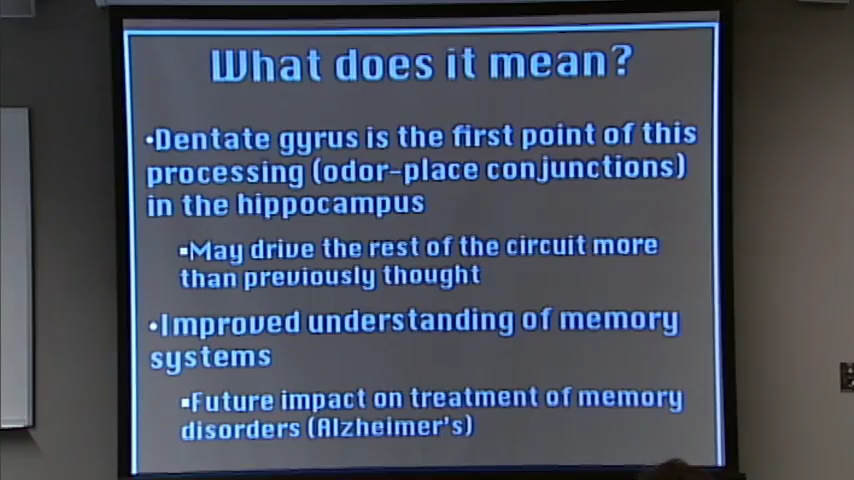 What does it mean?
•Dentate gyrus is the first point of this
processing (odor-place conjunctions)
in the hippocampus
▪May drive the rest of the circuit more
than previously thought
•Improved understanding of memory
systems
▪Future impact on treatment of memory
disorders (Alzheimer's)